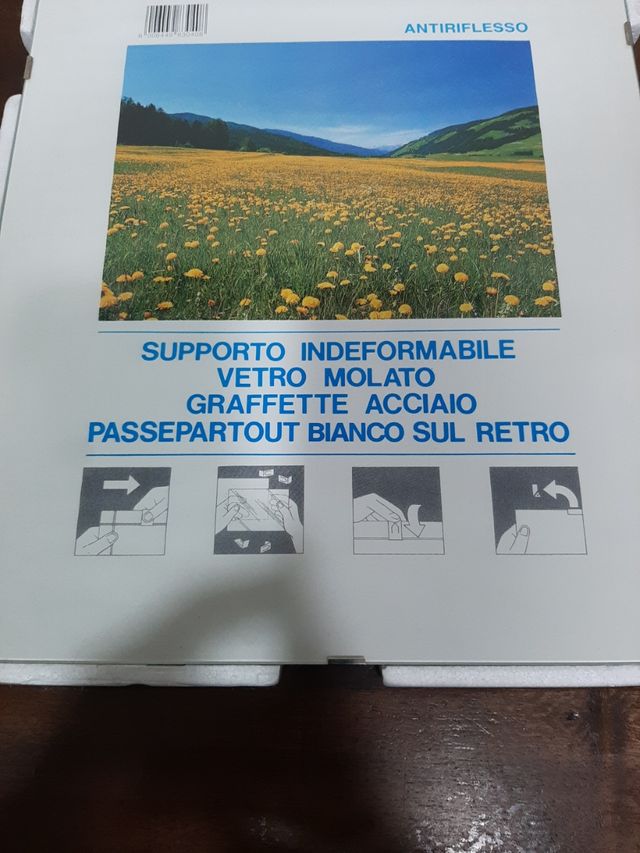 ANTIRIFLESSO
SUPPORTO INDEFORMABILE
VETRO MOLATO
GRAFFETTE ACCIAIO
PASSEPARTOUT BIANCO SUL RETRO